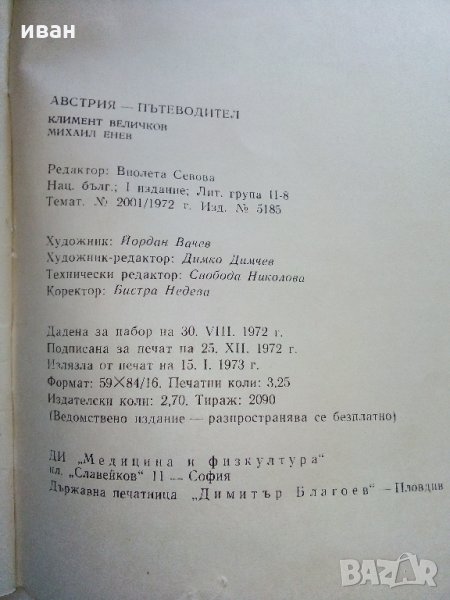 иван
АВСТРИЯ — ПЪТЕВОДИТЕЛ
КЛИМЕНТ ВЕЛИЧКОВ
МИХАИЛ ЕНЕВ
Редактор: Виолета Севова
Нац. бълг.; I издание; Лит. група II-8
Темат. № 2001/1972 г. Изд. № 5185
Художник: Йордан Вачев
Художник-редактор: Димко Димчев
Технически редактор: Свобода Николова
Коректор: Бистра Недева
Дадена за набор на 30. VIII. 1972 г.
Подписана за печат на 25. XII. 1972 г.
Излязла от печат на 15. I. 1973 г.
Формат: 59×84/16. Печатни коли: 3,25
Издателски коли: 2,70. Тираж: 2090
(Ведомствено издание — разпространява се безплатно)
ДИ „Медицина и физкултура“
кл. „Славейков“ 11 — София
Държавна печатница „Димитър Благоев“ — Пловдив
BAZAR